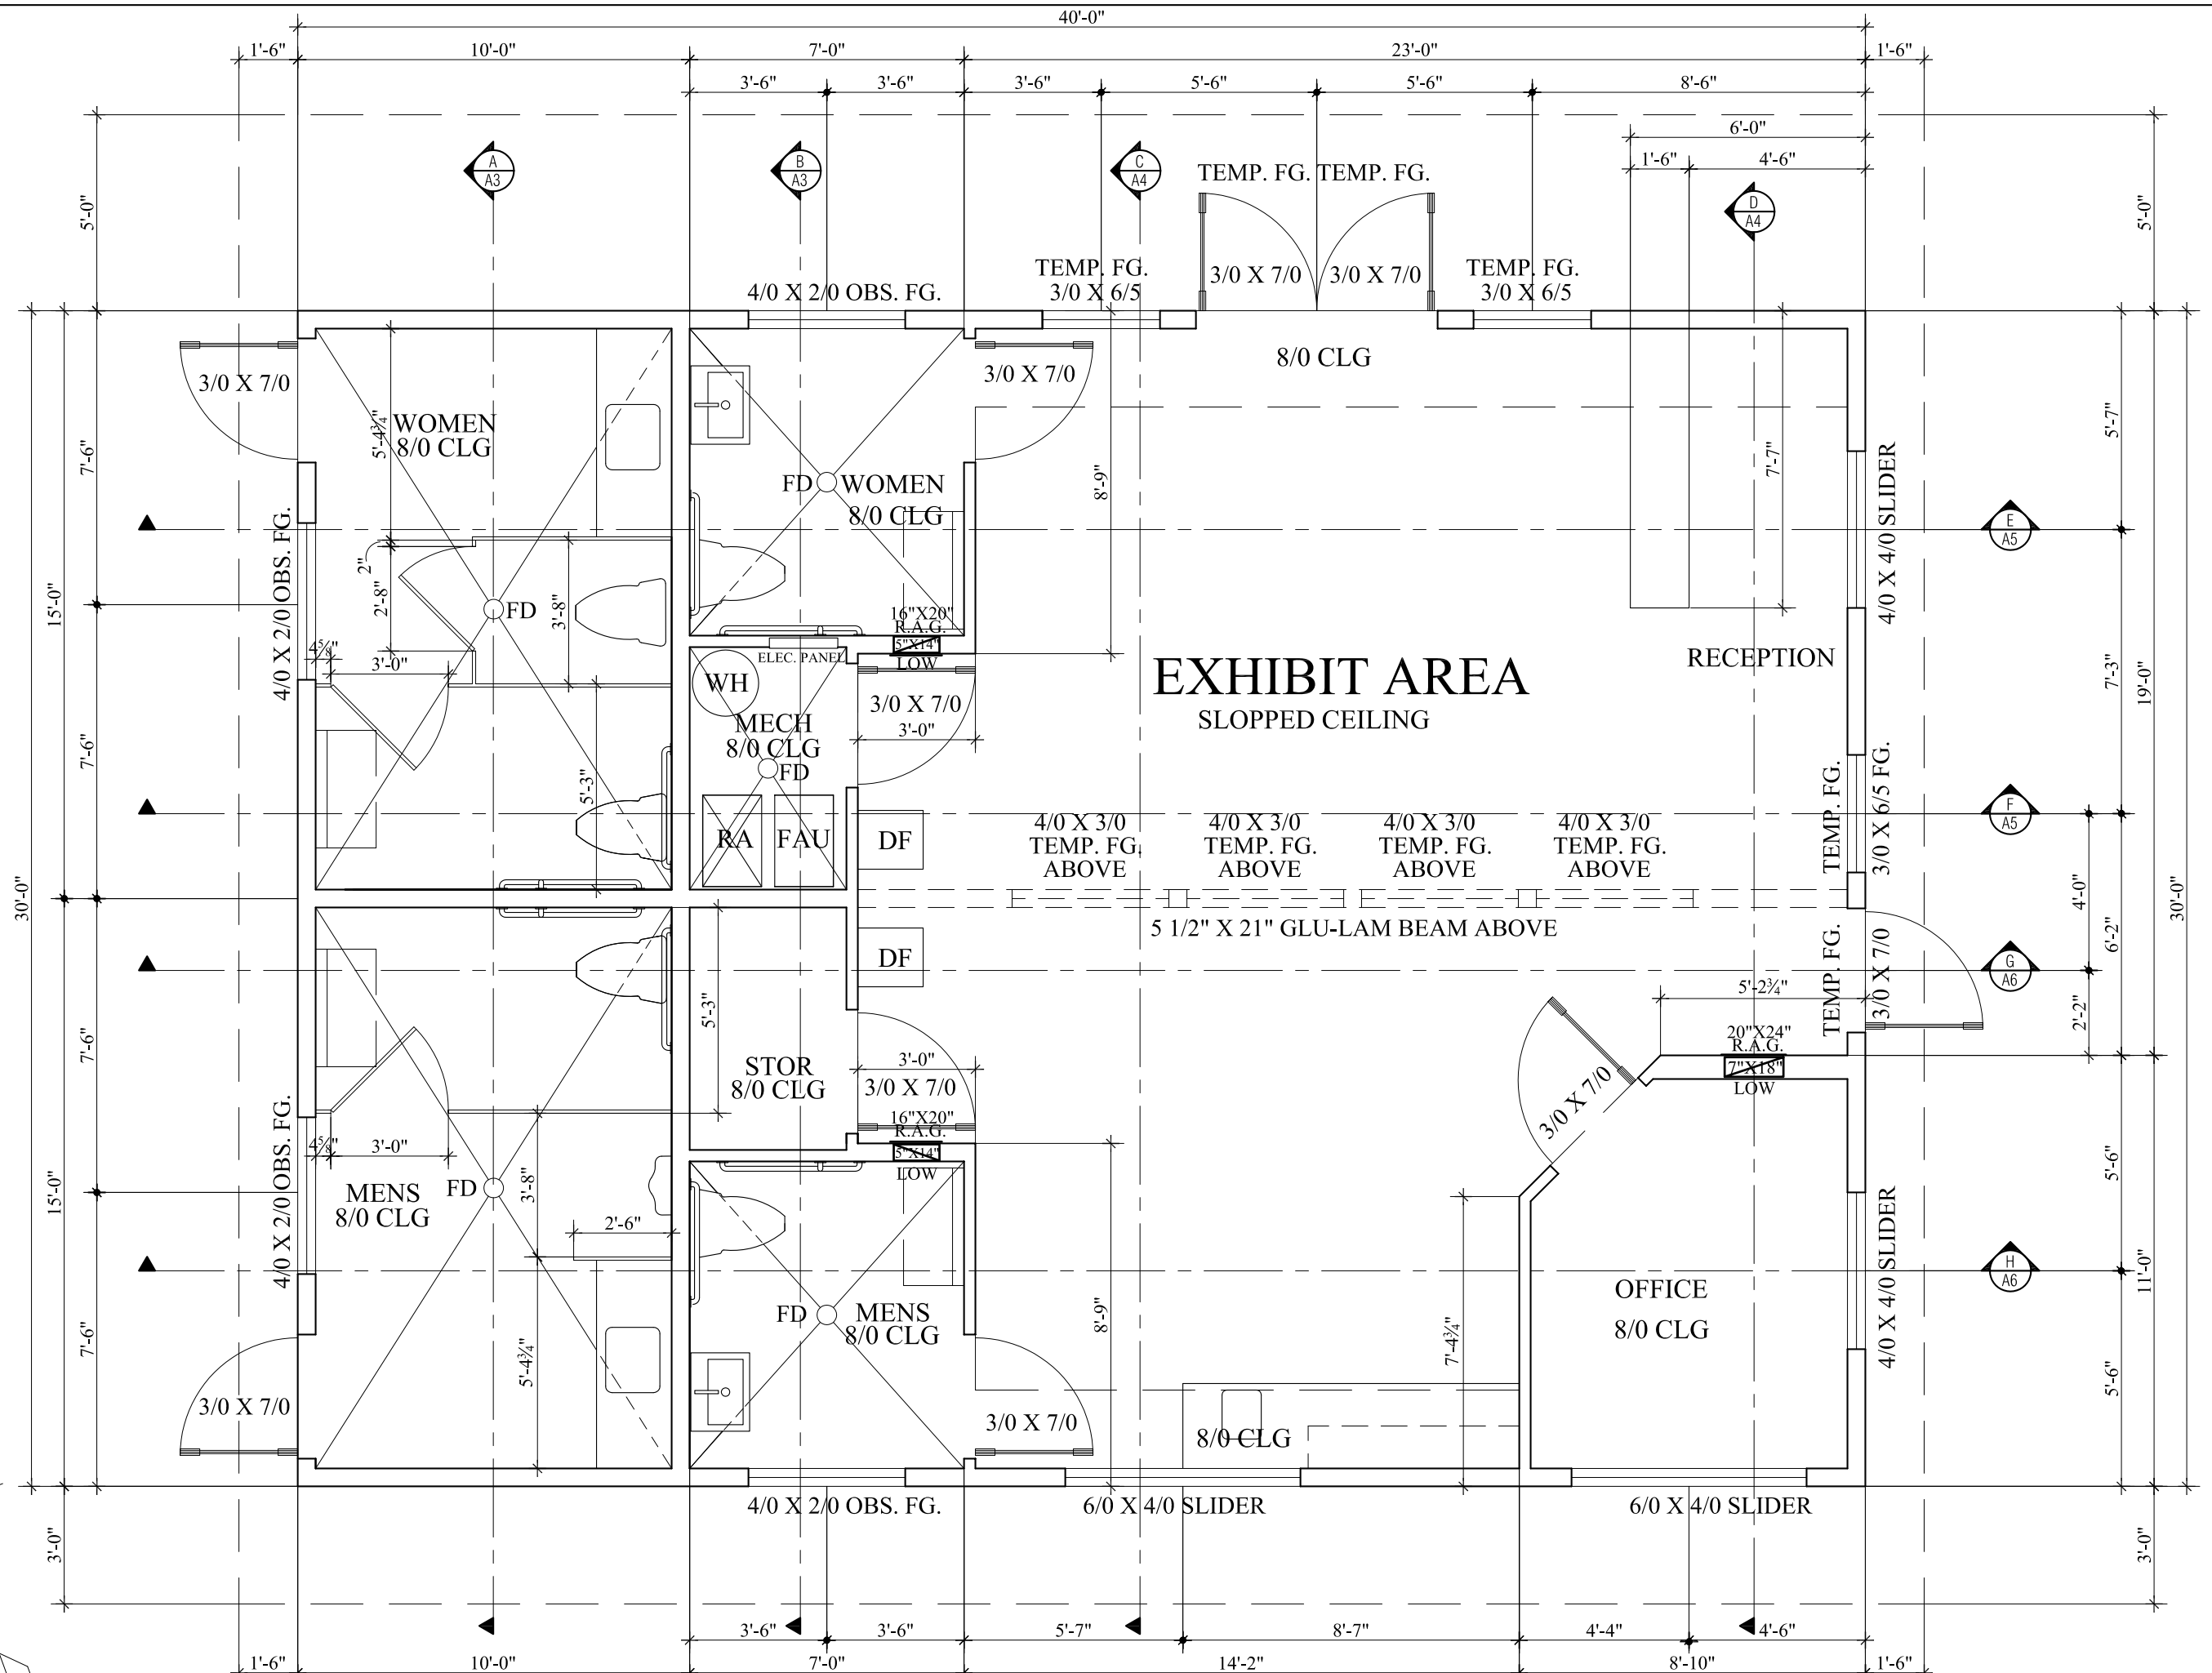 40'-0"
1'-6" 10'-0" 7'-0" 23'-0" 1'-6"
3'-6" 3'-6" 3'-6" 5'-6" 5'-6" 8'-6"
6'-0"
1'-6" 4'-6"
A
A3
B
A3
C
A4
D
A4
TEMP. FG. TEMP. FG.
5'-0"
5'-0"
TEMP. FG.
3/0 X 6/5
3/0 X 7/0 3/0 X 7/0
TEMP. FG.
3/0 X 6/5
4/0 X 2/0 OBS. FG.
8/0 CLG
3/0 X 7/0
3/0 X 7/0
WOMEN
8/0 CLG
5'-4¾"
7'-6"
5'-7"
7'-7"
8'-9"
FD WOMEN
8/0 CLG
4/0 X 4/0 SLIDER
E
A5
4/0 X 2/0 OBS. FG.
2"
2'-8"
FD
3'-8"
15'-0"
16"X20"
R.A.G.
5"X14"
LOW
ELEC. PANEL
4⅝"
3'-0"
WH
MECH
8/0 CLG
FD
3/0 X 7/0
3'-0"
EXHIBIT AREA
SLOPPED CEILING
RECEPTION
7'-3"
19'-0"
7'-6"
5'-3"
RA FAU
DF
4/0 X 3/0
TEMP. FG.
ABOVE
4/0 X 3/0
TEMP. FG.
ABOVE
4/0 X 3/0
TEMP. FG.
ABOVE
4/0 X 3/0
TEMP. FG.
ABOVE
TEMP. FG.
3/0 X 6/5 FG.
F
A5
30'-0"
4'-0"
30'-0"
5 1/2" X 21" GLU-LAM BEAM ABOVE
6'-2"
DF
TEMP. FG.
3/0 X 7/0
G
A6
7'-6"
5'-3"
5'-2¾"
2'-2"
STOR
8/0 CLG
3'-0"
3/0 X 7/0
20"X24"
R.A.G.
7"X18"
LOW
3/0 X 7/0
16"X20"
R.A.G.
5"X14"
LOW
4/0 X 2/0 OBS. FG.
4⅝"
3'-0"
15'-0"
MENS
8/0 CLG
FD
3'-8"
2'-6"
5'-6"
4/0 X 4/0 SLIDER
H
A6
11'-0"
OFFICE
8/0 CLG
FD MENS
8/0 CLG
8'-9"
7'-4¾"
7'-6"
5'-4¾"
5'-6"
3/0 X 7/0
3/0 X 7/0
8/0 CLG
4/0 X 2/0 OBS. FG.
6/0 X 4/0 SLIDER
6/0 X 4/0 SLIDER
3'-0"
3'-0"
3'-6" 3'-6" 5'-7" 8'-7" 4'-4" 4'-6"
1'-6" 10'-0" 7'-0" 14'-2" 8'-10" 1'-6"